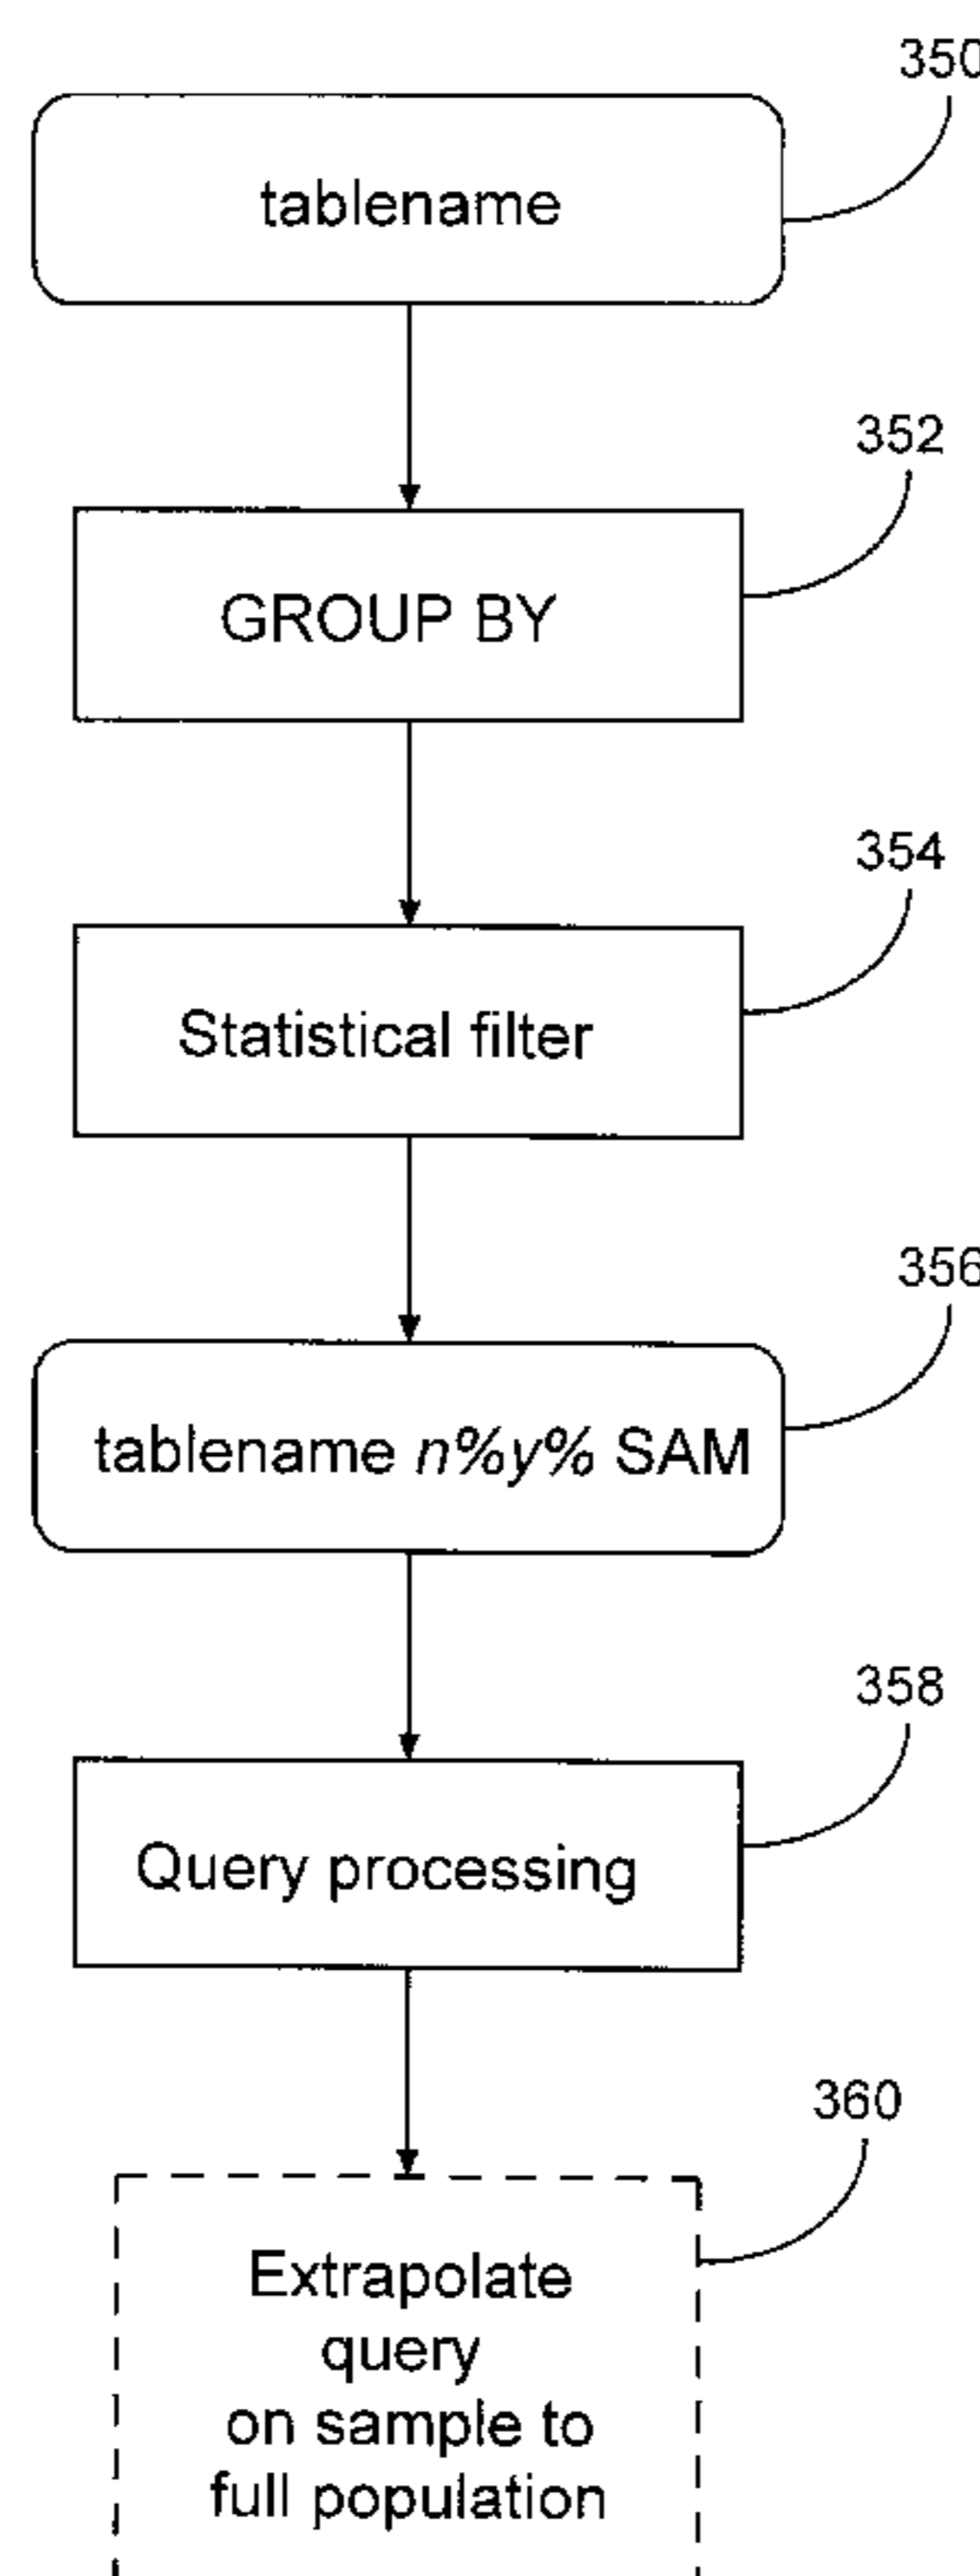 350
tablename
352
GROUP BY
354
Statistical filter
356
tablename n%y% SAM
358
Query processing
360
Extrapolate
query
on sample to
full population